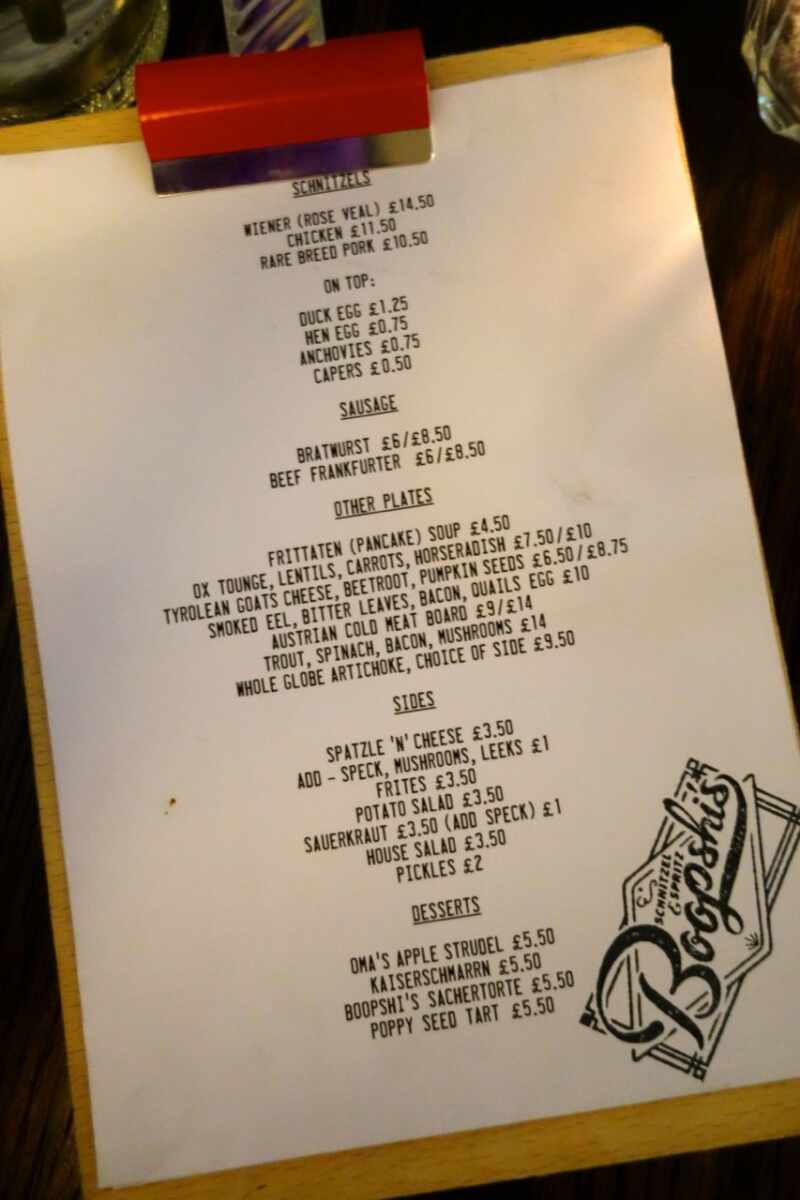 SCHNITZELS
WIENER (ROSE VEAL) £14.50
CHICKEN £11.50
RARE BREED PORK £10.50
ON TOP:
DUCK EGG £1.25
HEN EGG £0.75
ANCHOVIES £0.75
CAPERS £0.50
SAUSAGE
BRATWURST £6/£8.50
BEEF FRANKFURTER £6/£8.50
OTHER PLATES
FRITTATEN (PANCAKE) SOUP £4.50
OX TOUNGE, LENTILS, CARROTS, HORSERADISH £7.50/£10
TYROLEAN GOATS CHEESE, BEETROOT, PUMPKIN SEEDS £6.50/£8.75
SMOKED EEL, BITTER LEAVES, BACON, QUAILS EGG £10
AUSTRIAN COLD MEAT BOARD £9/£14
TROUT, SPINACH, BACON, MUSHROOMS £14
WHOLE GLOBE ARTICHOKE, CHOICE OF SIDE £9.50
SIDES
SPATZLE 'N' CHEESE £3.50
ADD - SPECK, MUSHROOMS, LEEKS £1
FRITES £3.50
POTATO SALAD £3.50
SAUERKRAUT £3.50 (ADD SPECK) £1
HOUSE SALAD £3.50
PICKLES £2
DESSERTS
OMA'S APPLE STRUDEL £5.50
KAISERSCHMARRN £5.50
BOOPSHI'S SACHERTORTE £5.50
POPPY SEED TART £5.50
SCHNITZEL
& SPRITZ
Boopshis